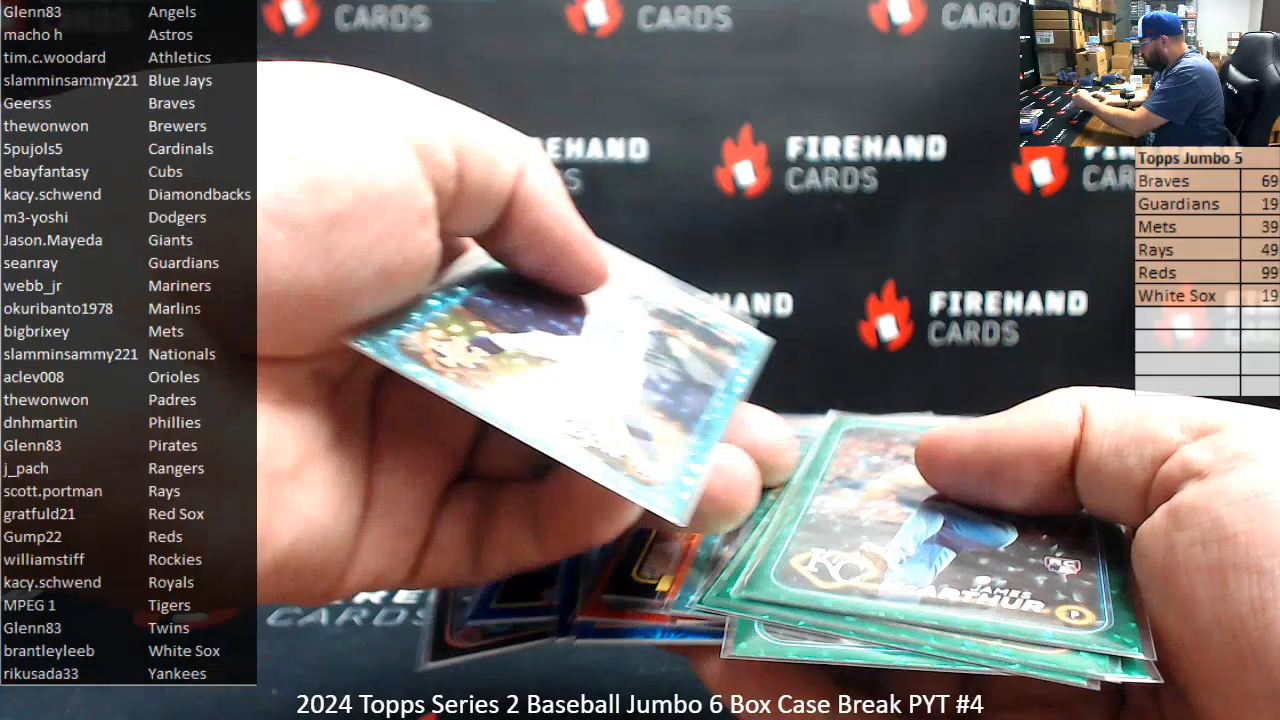 Glenn83 Angels
macho h Astros
tim.c.woodard Athletics
slamminsammy221 Blue Jays
Geerss Braves
thewonwon Brewers
5pujols5 Cardinals
ebayfantasy Cubs
kacy.schwend Diamondbacks
m3-yoshi Dodgers
Jason.Mayeda Giants
seanray Guardians
webb_jr Mariners
okuribanto1978 Marlins
bigbrixey Mets
slamminsammy221 Nationals
aclev008 Orioles
thewonwon Padres
dnhmartin Phillies
Glenn83 Pirates
j_pach Rangers
scott.portman Rays
gratfuld21 Red Sox
Gump22 Reds
williamstiff Rockies
kacy.schwend Royals
MPEG 1 Tigers
Glenn83 Twins
brantleyleeb White Sox
rikusada33 Yankees
CARDS
CARDS
CARD
FIREHAND
CARDS
FIREHAND
CARDS
FIREHAND
CARDS
CARDS
KC
JAMES
P
Topps Jumbo 5
Braves 69
Guardians 19
Mets 39
Rays 49
Reds 99
White Sox 19
2024 Topps Series 2 Baseball Jumbo 6 Box Case Break PYT #4